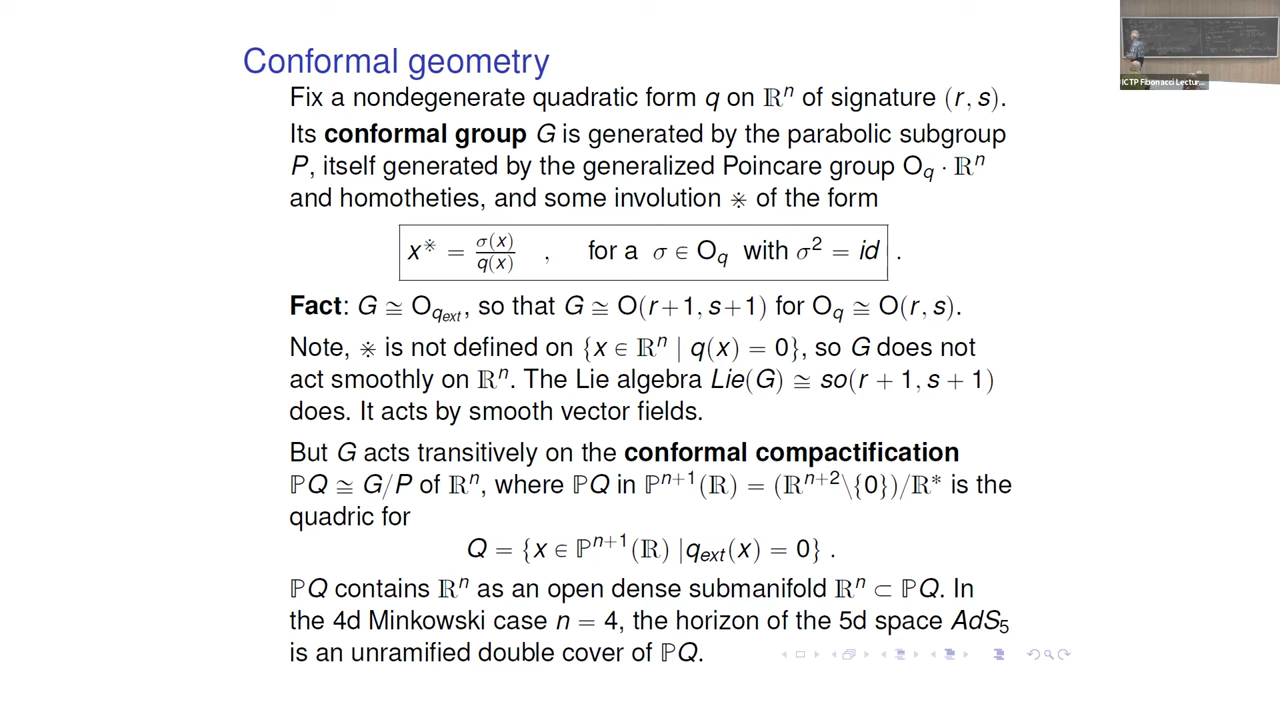 Conformal geometry
Fix a nondegenerate quadratic form q on ℝⁿ of signature (r, s).
Its conformal group G is generated by the parabolic subgroup
P, itself generated by the generalized Poincare group O_q · ℝⁿ
and homotheties, and some involution ⋇ of the form
x^⋇ = σ(x)/q(x) , for a σ ∈ O_q with σ² = id .
Fact: G ≅ O_{q_ext}, so that G ≅ O(r+1, s+1) for O_q ≅ O(r, s).
Note, ⋇ is not defined on {x ∈ ℝⁿ | q(x) = 0}, so G does not
act smoothly on ℝⁿ. The Lie algebra Lie(G) ≅ so(r + 1, s + 1)
does. It acts by smooth vector fields.
But G acts transitively on the conformal compactification
ℙQ ≅ G/P of ℝⁿ, where ℙQ in ℙⁿ⁺¹(ℝ) = (ℝⁿ⁺²\{0})/ℝ* is the
quadric for
Q = {x ∈ ℙⁿ⁺¹(ℝ) |q_ext(x) = 0} .
ℙQ contains ℝⁿ as an open dense submanifold ℝⁿ ⊂ ℙQ. In
the 4d Minkowski case n = 4, the horizon of the 5d space AdS₅
is an unramified double cover of ℙQ.
ICTP Fibonacci Lectur...